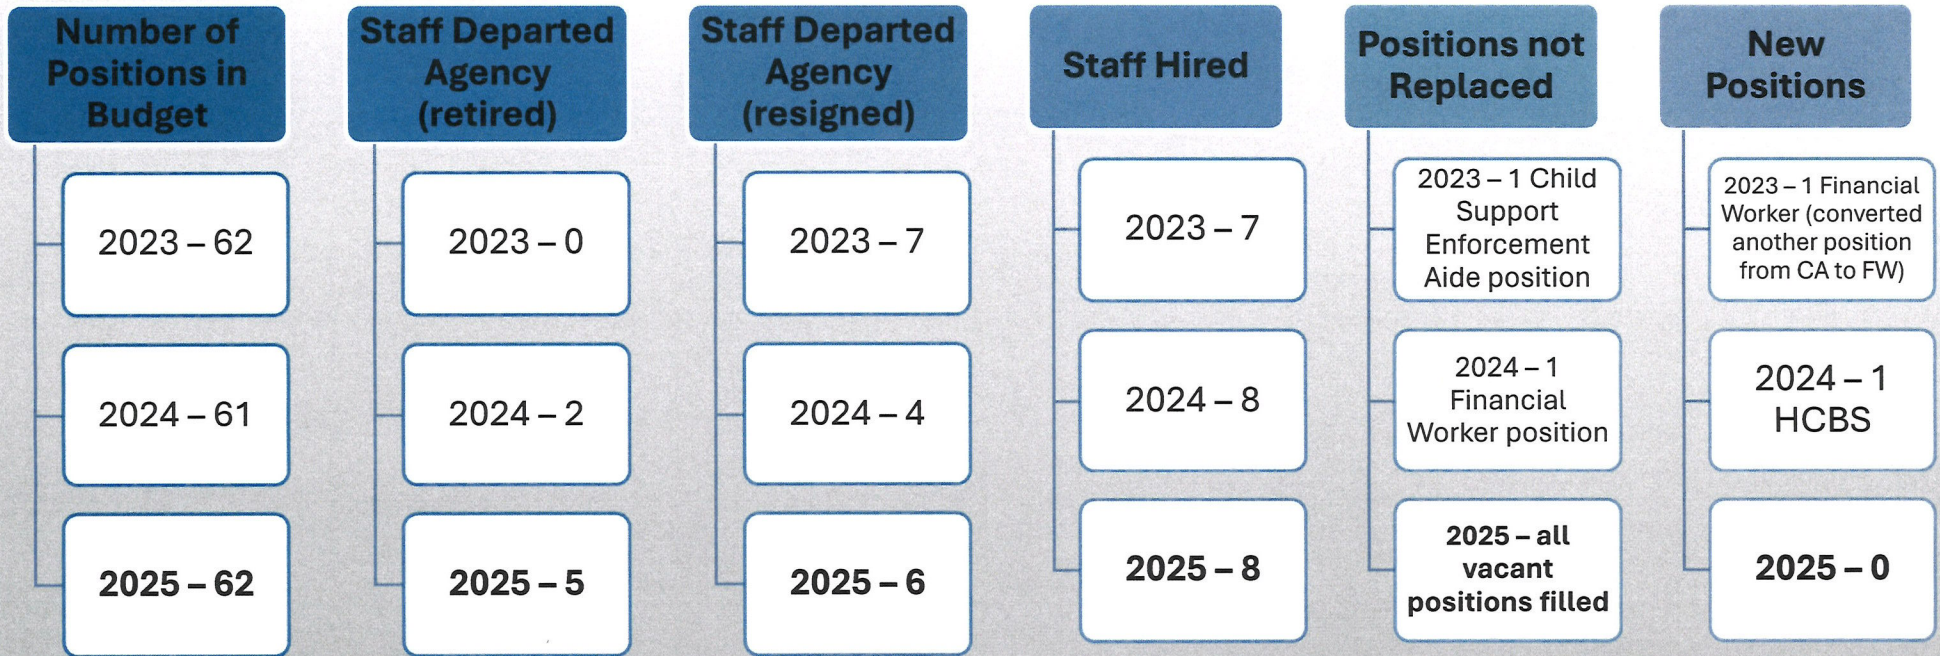 Number of
Positions in
Budget
2023 – 62
2024 – 61
2025 – 62
Staff Departed
Agency
(retired)
2023 – 0
2024 – 2
2025 – 5
Staff Departed
Agency
(resigned)
2023 – 7
2024 – 4
2025 – 6
Staff Hired
2023 – 7
2024 – 8
2025 – 8
Positions not
Replaced
2023 – 1 Child
Support
Enforcement
Aide position
2024 – 1
Financial
Worker position
2025 – all
vacant
positions filled
New
Positions
2023 – 1 Financial
Worker (converted
another position
from CA to FW)
2024 – 1
HCBS
2025 – 0